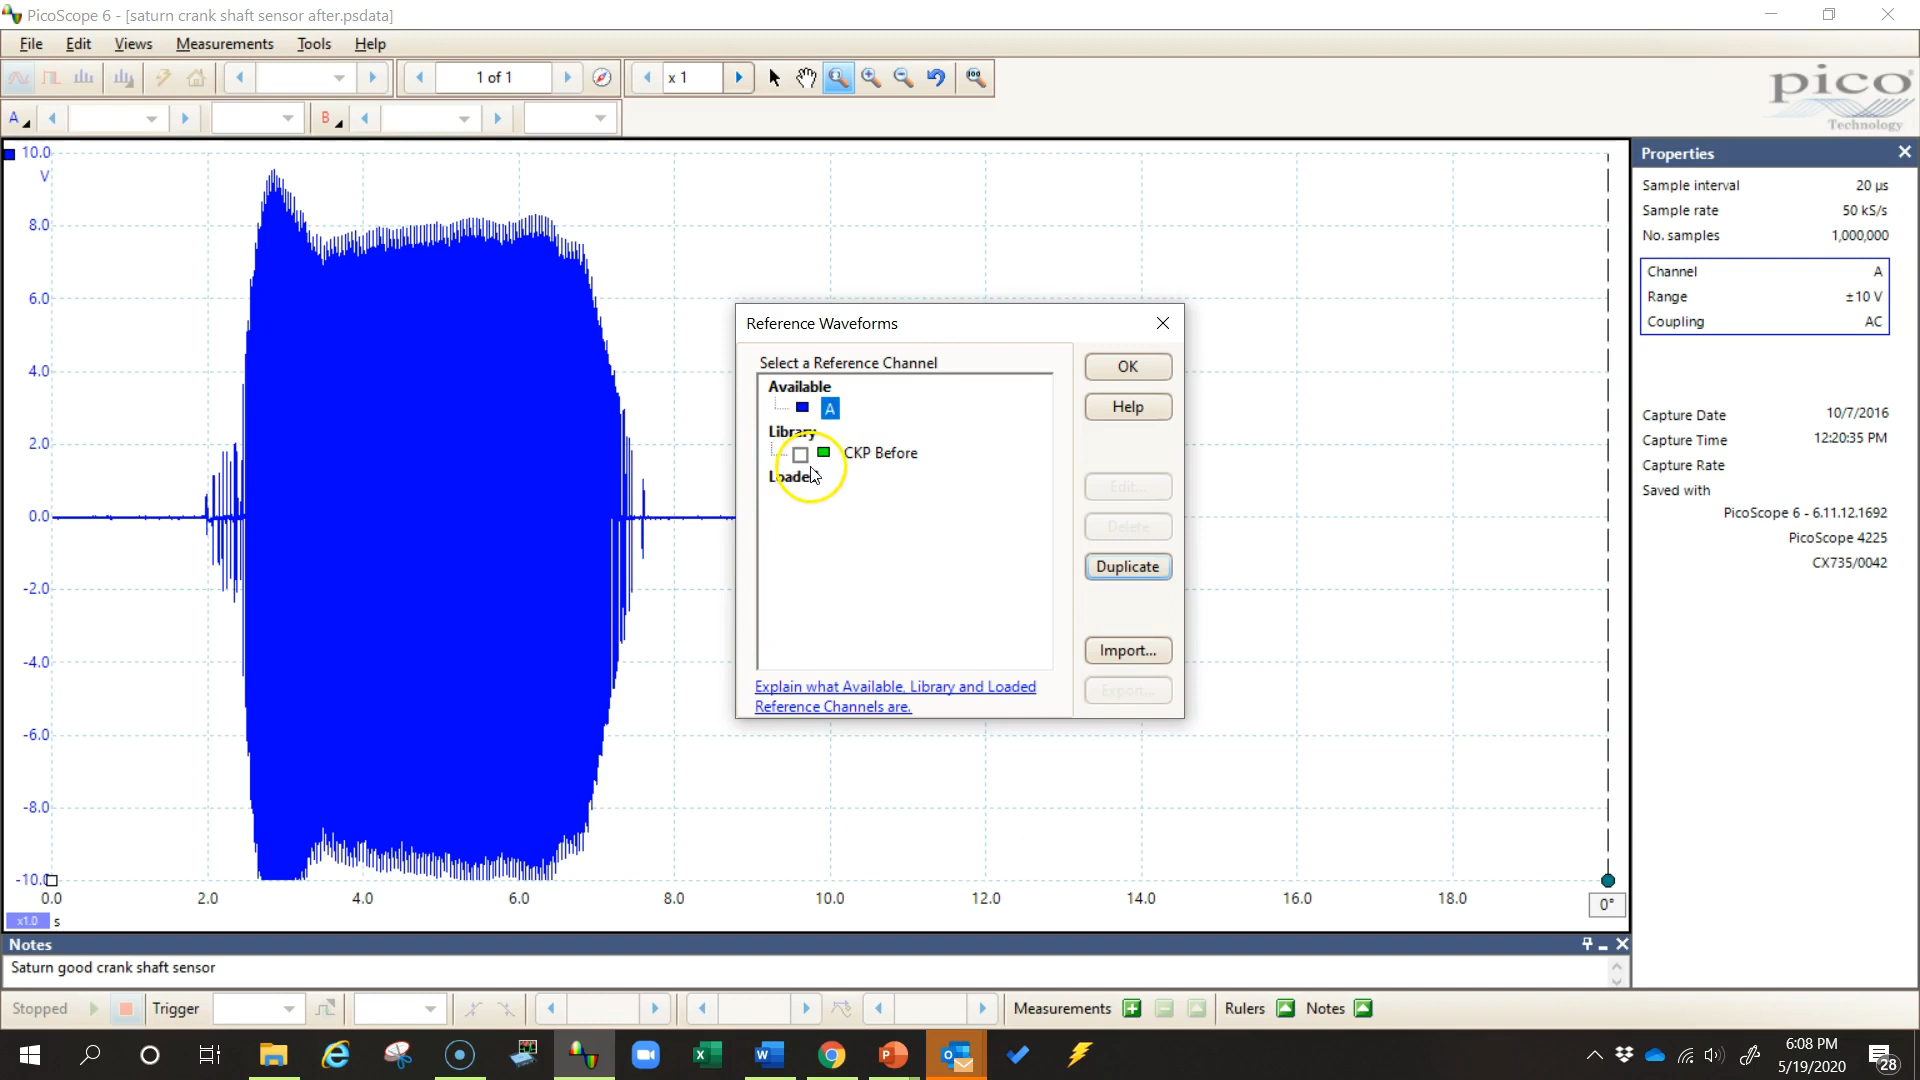 PicoScope 6 - [saturn crank shaft sensor after.psdata]
File Edit Views Measurements Tools Help
1 of 1
x 1
pico
Technology
A
B
10.0
V
8.0
6.0
4.0
2.0
0.0
-2.0
-4.0
-6.0
-8.0
-10.0
0.0 2.0 4.0 6.0 8.0 10.0 12.0 14.0 16.0 18.0
x1.0 s
0°
Reference Waveforms
Select a Reference Channel
Available
A
Library
CKP Before
Loaded
OK
Help
Edit...
Delete
Duplicate
Import...
Export...
Explain what Available, Library and Loaded
Reference Channels are.
Properties
Sample interval 20 µs
Sample rate 50 kS/s
No. samples 1,000,000
Channel A
Range ±10 V
Coupling AC
Capture Date 10/7/2016
Capture Time 12:20:35 PM
Capture Rate
Saved with
PicoScope 6 - 6.11.12.1692
PicoScope 4225
CX735/0042
Notes
Saturn good crank shaft sensor
Stopped Trigger Measurements Rulers Notes
6:08 PM
5/19/2020
28